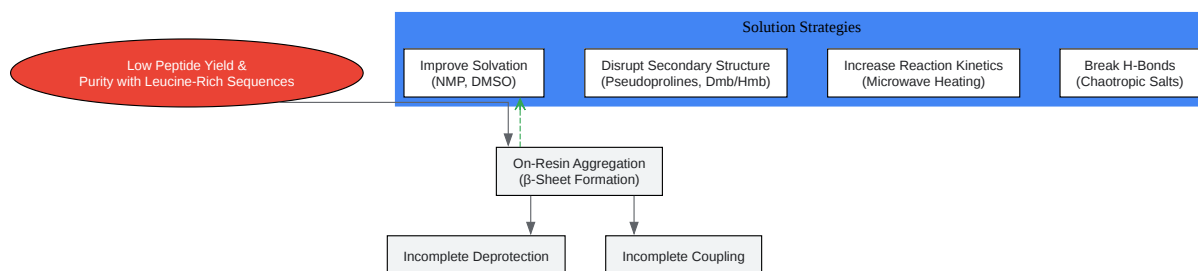 Solution Strategies
Low Peptide Yield &
Purity with Leucine-Rich Sequences
Improve Solvation
(NMP, DMSO)
Disrupt Secondary Structure
(Pseudoprolines, Dmb/Hmb)
Increase Reaction Kinetics
(Microwave Heating)
Break H-Bonds
(Chaotropic Salts)
On-Resin Aggregation
(β-Sheet Formation)
Incomplete Deprotection
Incomplete Coupling